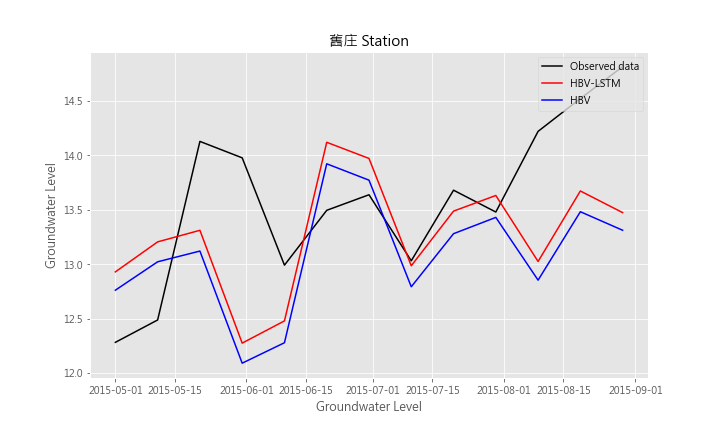 舊庄 Station
Observed data
HBV-LSTM
HBV
14.5
14.0
13.5
13.0
12.5
12.0
Groundwater Level
2015-05-01 2015-05-15 2015-06-01 2015-06-15 2015-07-01 2015-07-15 2015-08-01 2015-08-15 2015-09-01
Groundwater Level